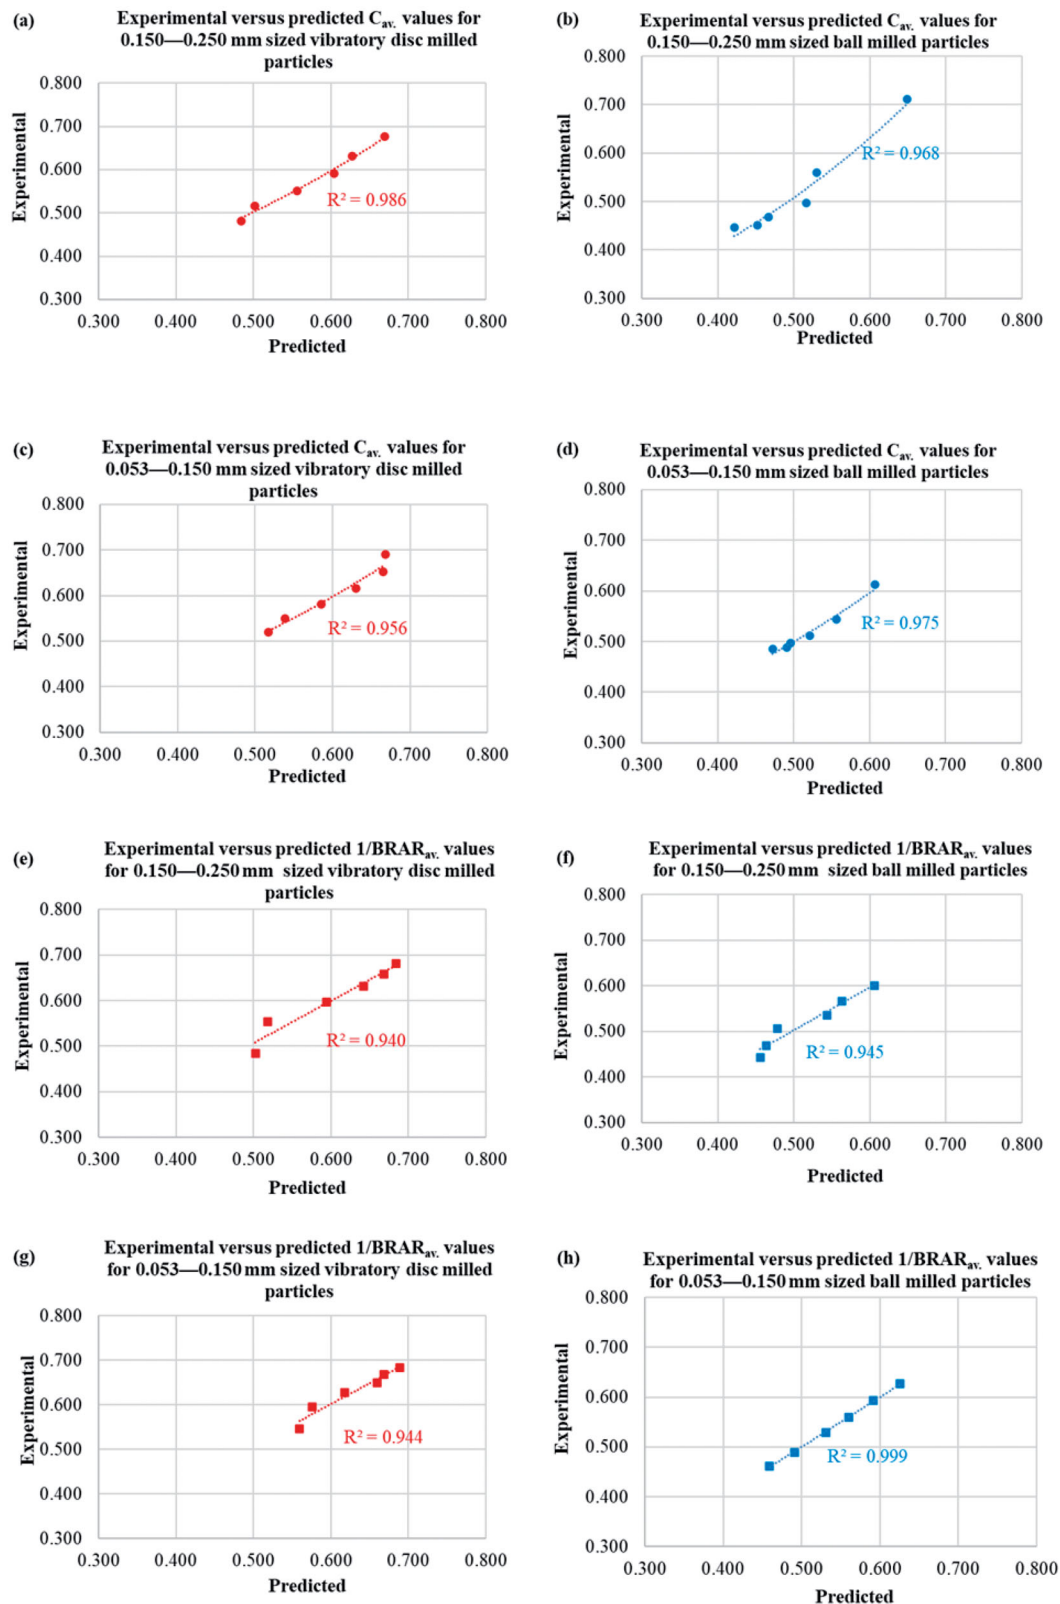 (a)
Experimental versus predicted Cav. values for
0.150—0.250 mm sized vibratory disc milled
particles
0.800
0.700
0.600
0.500
0.400
0.300
Experimental
R² = 0.986
0.300 0.400 0.500 0.600 0.700 0.800
Predicted
(b)
Experimental versus predicted Cav. values for
0.150—0.250 mm sized ball milled particles
0.800
0.700
0.600
0.500
0.400
0.300
Experimental
R² = 0.968
0.300 0.400 0.500 0.600 0.700 0.800
Predicted
(c)
Experimental versus predicted Cav. values for
0.053—0.150 mm sized vibratory disc milled
particles
0.800
0.700
0.600
0.500
0.400
0.300
Experimental
R² = 0.956
0.300 0.400 0.500 0.600 0.700 0.800
Predicted
(d)
Experimental versus predicted Cav. values for
0.053—0.150 mm sized ball milled particles
0.800
0.700
0.600
0.500
0.400
0.300
Experimental
R² = 0.975
0.300 0.400 0.500 0.600 0.700 0.800
Predicted
(e)
Experimental versus predicted 1/BRARav. values
for 0.150—0.250 mm sized vibratory disc milled
particles
0.800
0.700
0.600
0.500
0.400
0.300
Experimental
R² = 0.940
0.300 0.400 0.500 0.600 0.700 0.800
Predicted
(f)
Experimental versus predicted 1/BRARav. values
for 0.150—0.250 mm sized ball milled particles
0.800
0.700
0.600
0.500
0.400
0.300
Experimental
R² = 0.945
0.300 0.400 0.500 0.600 0.700 0.800
Predicted
(g)
Experimental versus predicted 1/BRARav. values
for 0.053—0.150 mm sized vibratory disc milled
particles
0.800
0.700
0.600
0.500
0.400
0.300
Experimental
R² = 0.944
0.300 0.400 0.500 0.600 0.700 0.800
Predicted
(h)
Experimental versus predicted 1/BRARav. values
for 0.053—0.150 mm sized ball milled particles
0.800
0.700
0.600
0.500
0.400
0.300
Experimental
R² = 0.999
0.300 0.400 0.500 0.600 0.700 0.800
Predicted